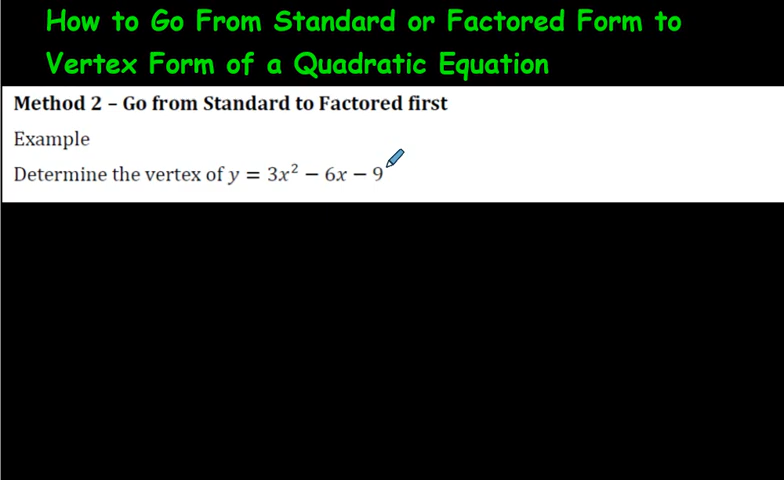 How to Go From Standard or Factored Form to
Vertex Form of a Quadratic Equation
Method 2 – Go from Standard to Factored first
Example
Determine the vertex of y = 3x² − 6x − 9